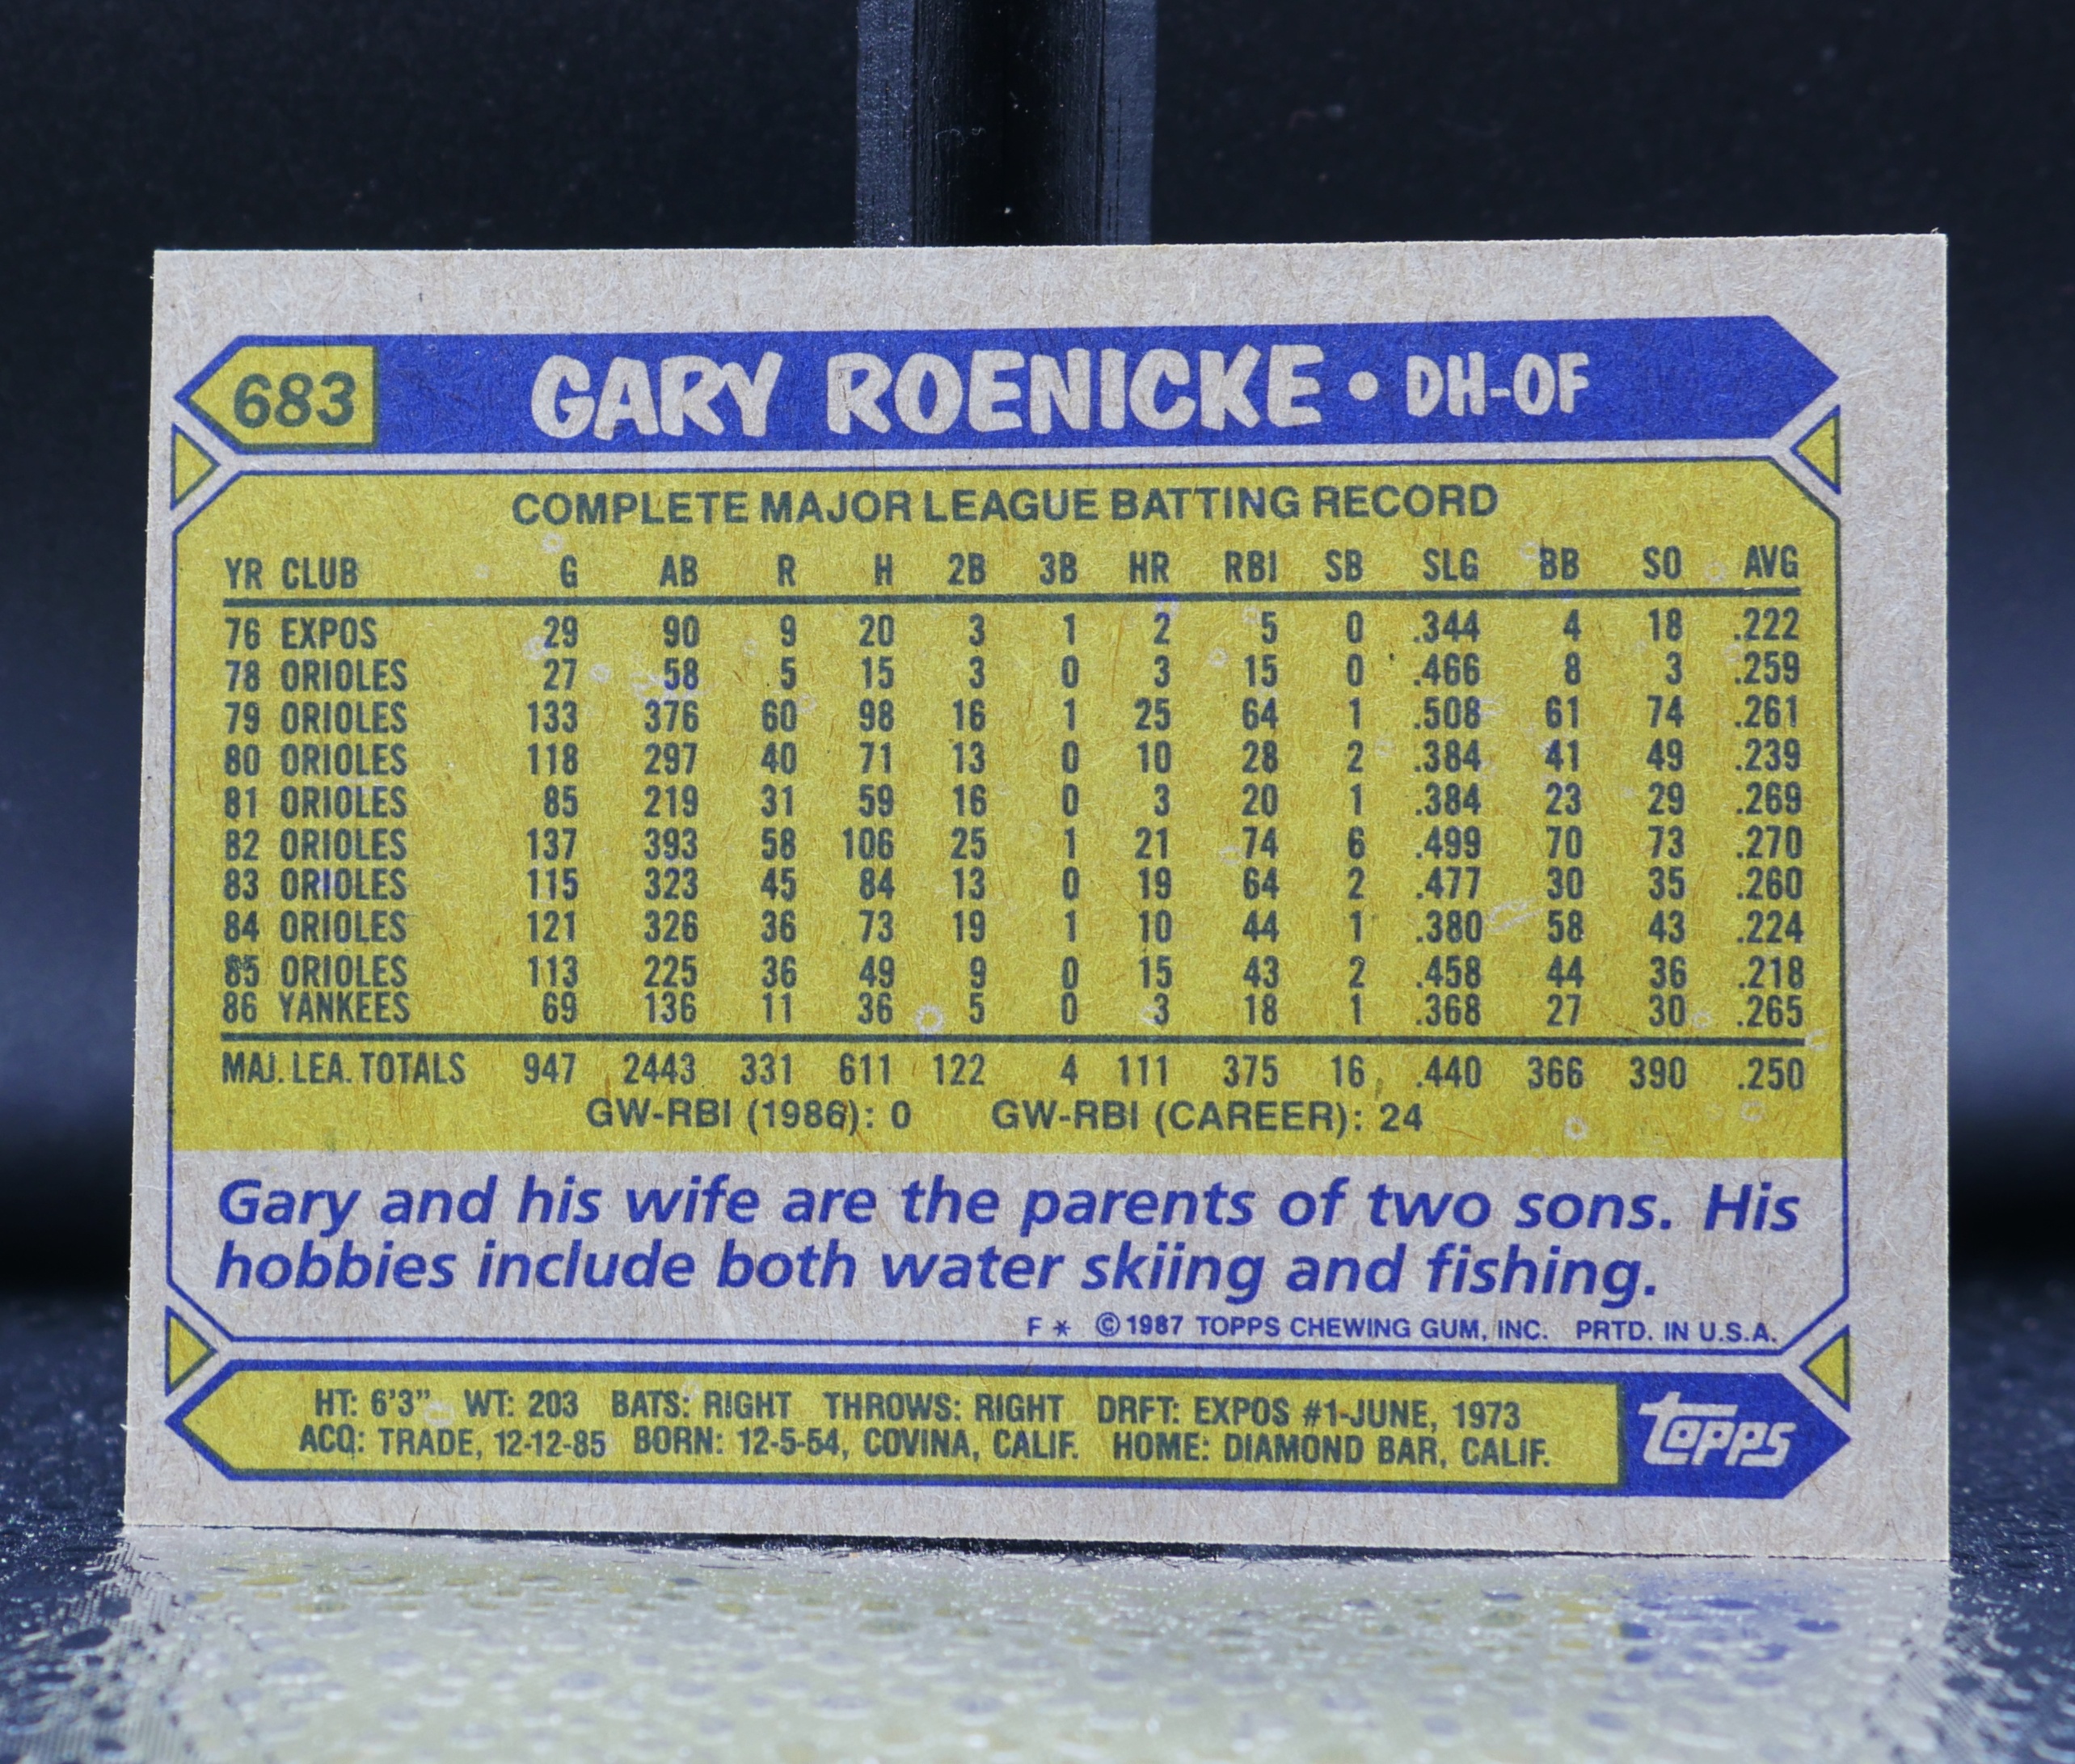 683 GARY ROENICKE • DH-OF
COMPLETE MAJOR LEAGUE BATTING RECORD
YR CLUB G AB R H 2B 3B HR RBI SB SLG BB SO AVG
76 EXPOS 29 90 9 20 3 1 2 5 0 .344 4 18 .222
78 ORIOLES 27 58 5 15 3 0 3 15 0 .466 8 3 .259
79 ORIOLES 133 376 60 98 16 1 25 64 1 .508 61 74 .261
80 ORIOLES 118 297 40 71 13 0 10 28 2 .384 41 49 .239
81 ORIOLES 85 219 31 59 16 0 3 20 1 .384 23 29 .269
82 ORIOLES 137 393 58 106 25 1 21 74 6 .499 70 73 .270
83 ORIOLES 115 323 45 84 13 0 19 64 2 .477 30 35 .260
84 ORIOLES 121 326 36 73 19 1 10 44 1 .380 58 43 .224
85 ORIOLES 113 225 36 49 9 0 15 43 2 .458 44 36 .218
86 YANKEES 69 136 11 36 5 0 3 18 1 .368 27 30 .265
MAJ. LEA. TOTALS 947 2443 331 611 122 4 111 375 16 .440 366 390 .250
GW-RBI (1986): 0 GW-RBI (CAREER): 24
Gary and his wife are the parents of two sons. His
hobbies include both water skiing and fishing.
F * ©1987 TOPPS CHEWING GUM, INC. PRTD. IN U.S.A.
HT: 6'3" WT: 203 BATS: RIGHT THROWS: RIGHT DRFT: EXPOS #1-JUNE, 1973
ACQ: TRADE, 12-12-85 BORN: 12-5-54, COVINA, CALIF. HOME: DIAMOND BAR, CALIF.
topps